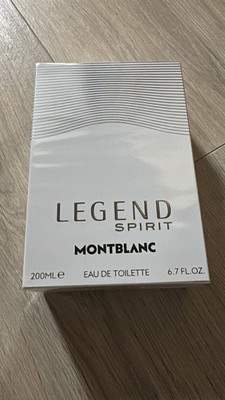 LEGEND
SPIRIT
MONTBLANC
200ML℮ EAU DE TOILETTE 6.7 FL.OZ.